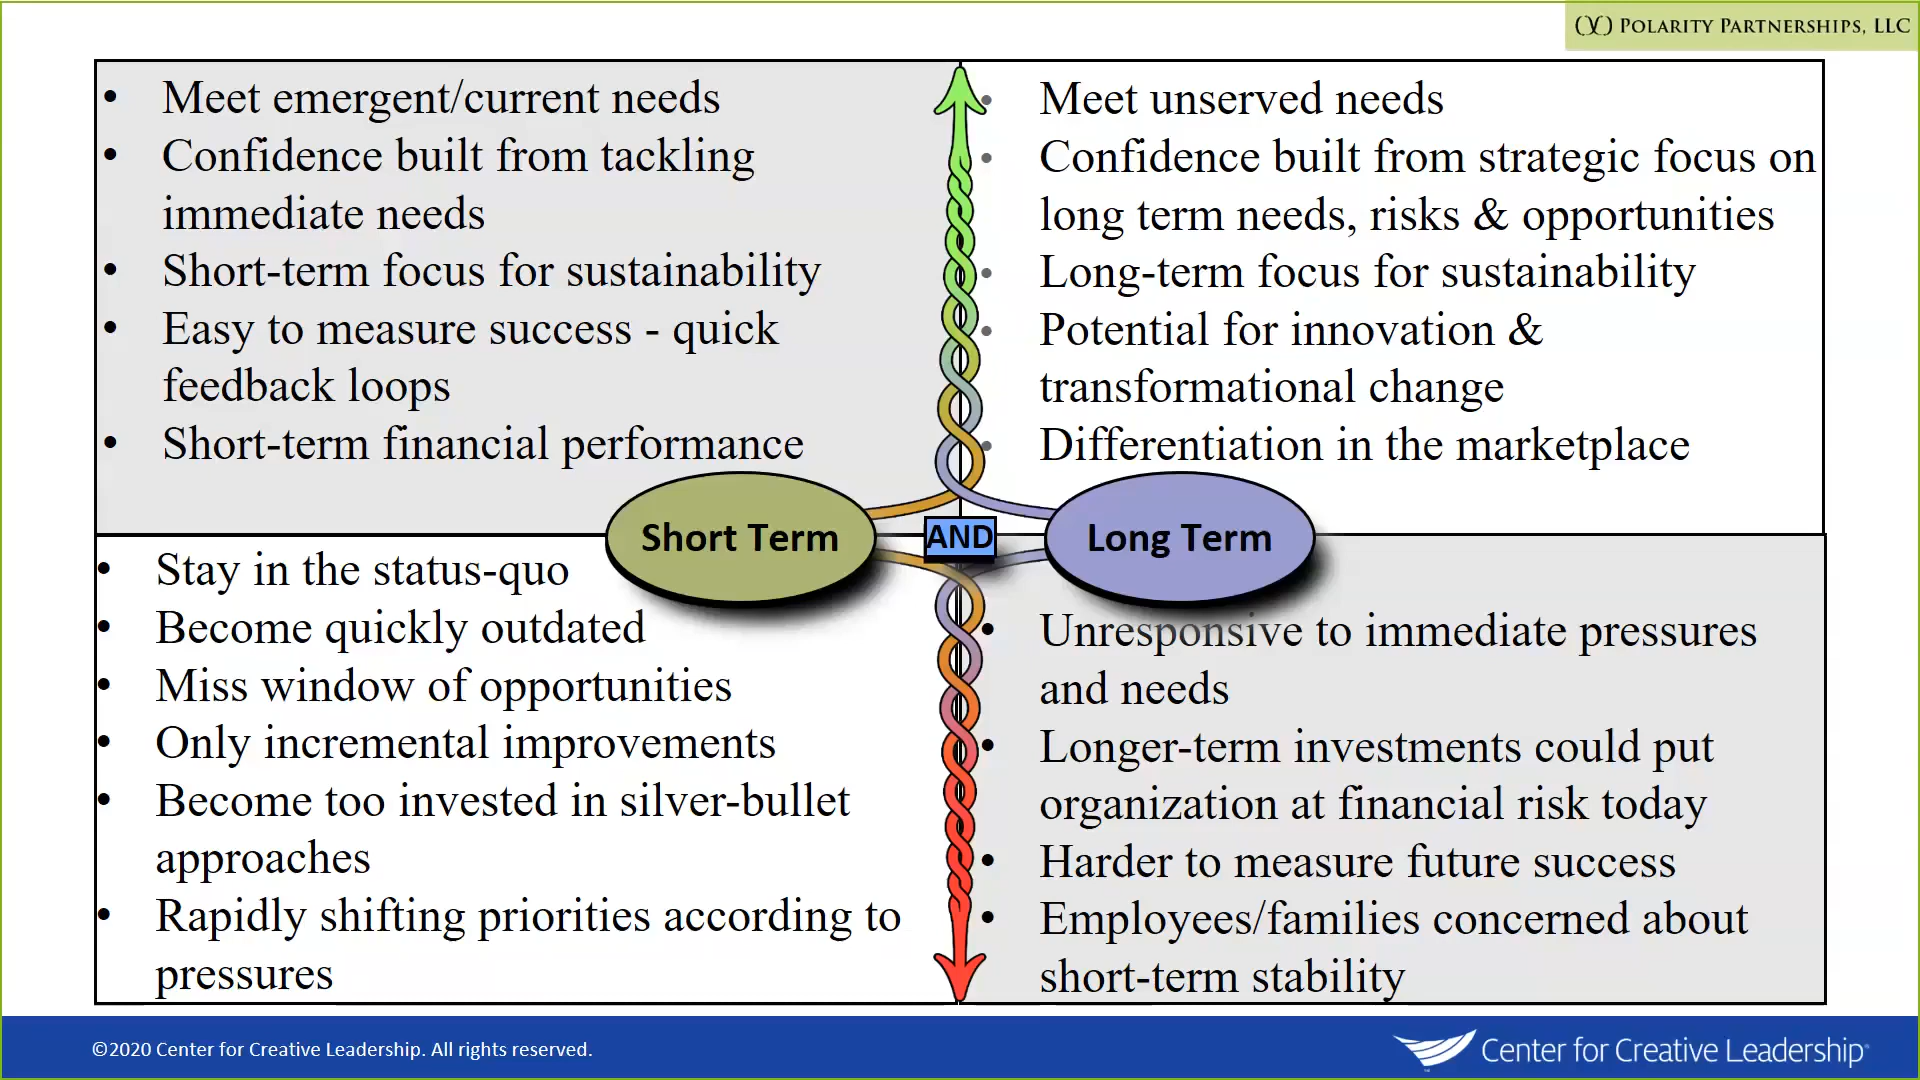 (X) POLARITY PARTNERSHIPS, LLC
• Meet emergent/current needs
• Confidence built from tackling
immediate needs
• Short-term focus for sustainability
• Easy to measure success - quick
feedback loops
• Short-term financial performance
• Meet unserved needs
• Confidence built from strategic focus on
long term needs, risks & opportunities
• Long-term focus for sustainability
• Potential for innovation &
transformational change
• Differentiation in the marketplace
Short Term
AND
Long Term
• Stay in the status-quo
• Become quickly outdated
• Miss window of opportunities
• Only incremental improvements
• Become too invested in silver-bullet
approaches
• Rapidly shifting priorities according to
pressures
• Unresponsive to immediate pressures
and needs
• Longer-term investments could put
organization at financial risk today
• Harder to measure future success
• Employees/families concerned about
short-term stability
©2020 Center for Creative Leadership. All rights reserved.
Center for Creative Leadership®